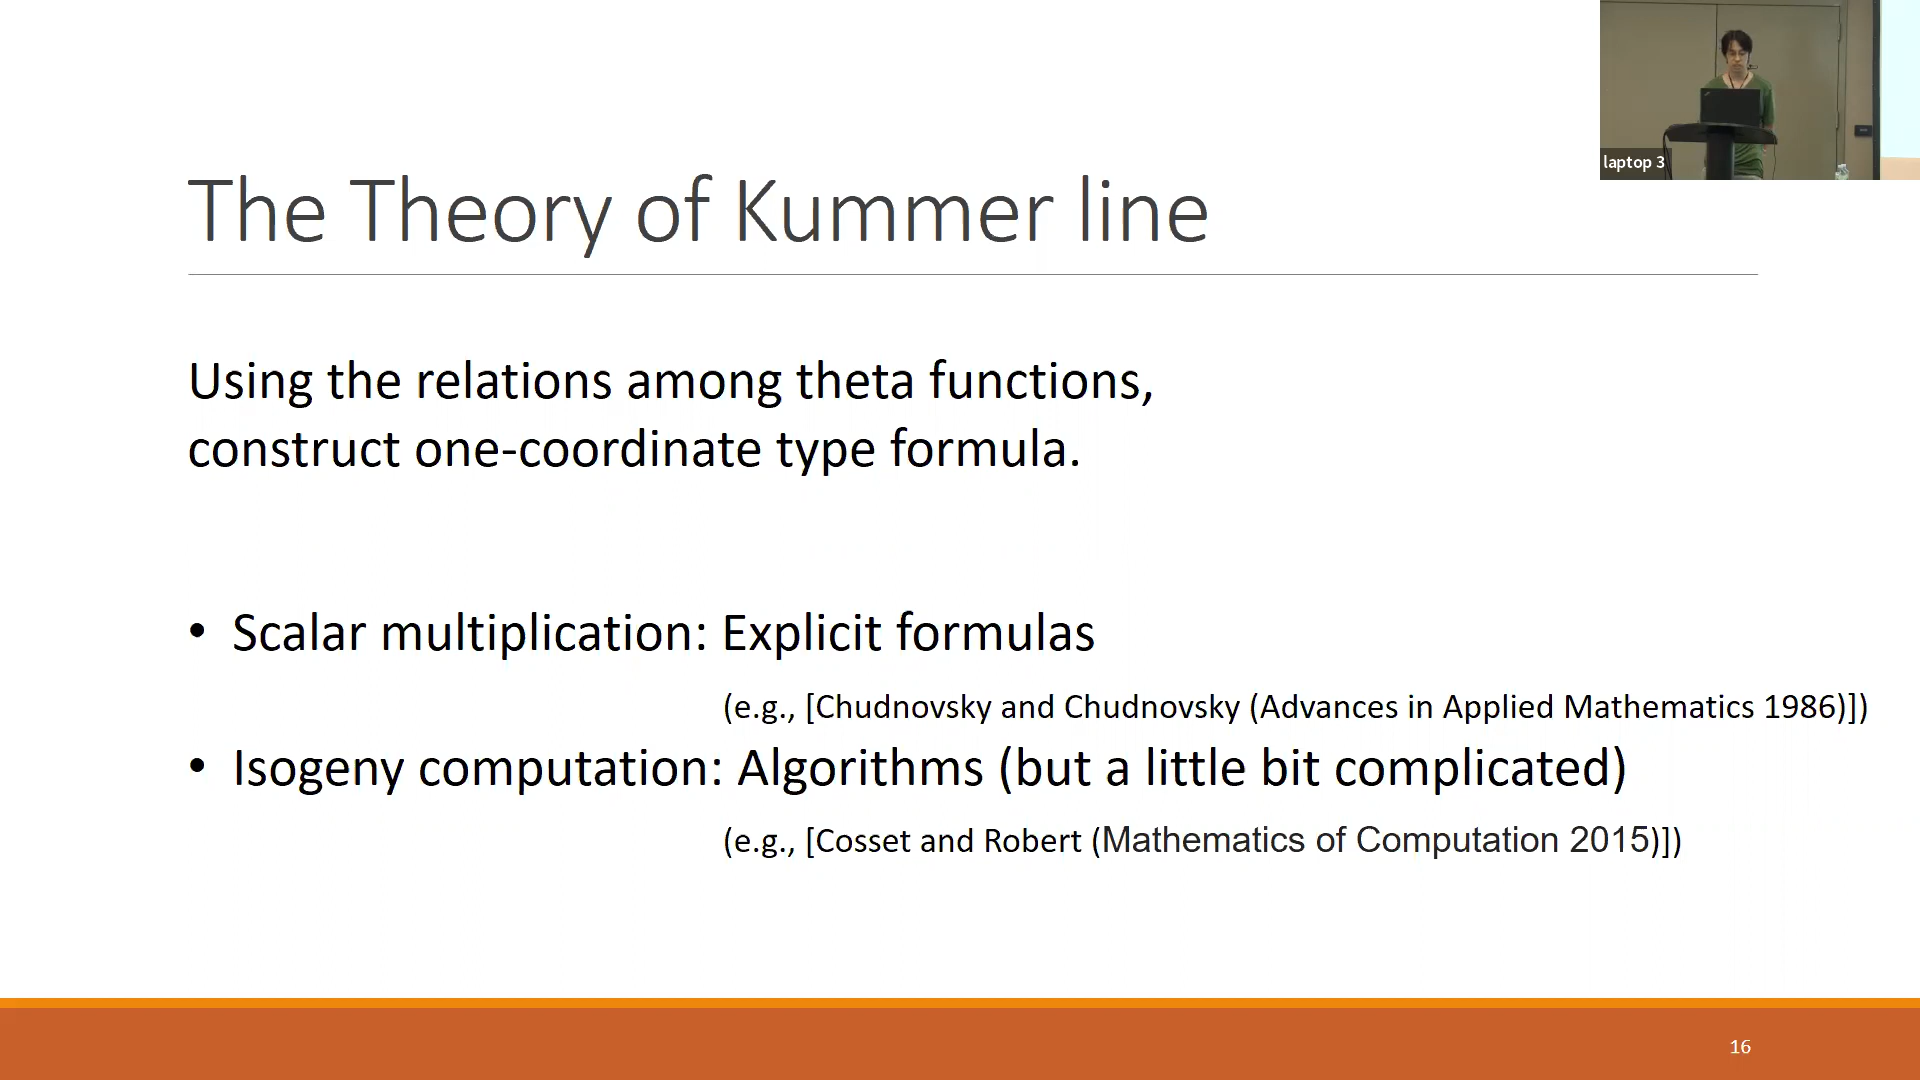 laptop 3
The Theory of Kummer line
Using the relations among theta functions,
construct one-coordinate type formula.
• Scalar multiplication: Explicit formulas
(e.g., [Chudnovsky and Chudnovsky (Advances in Applied Mathematics 1986)])
• Isogeny computation: Algorithms (but a little bit complicated)
(e.g., [Cosset and Robert (Mathematics of Computation 2015)])
16